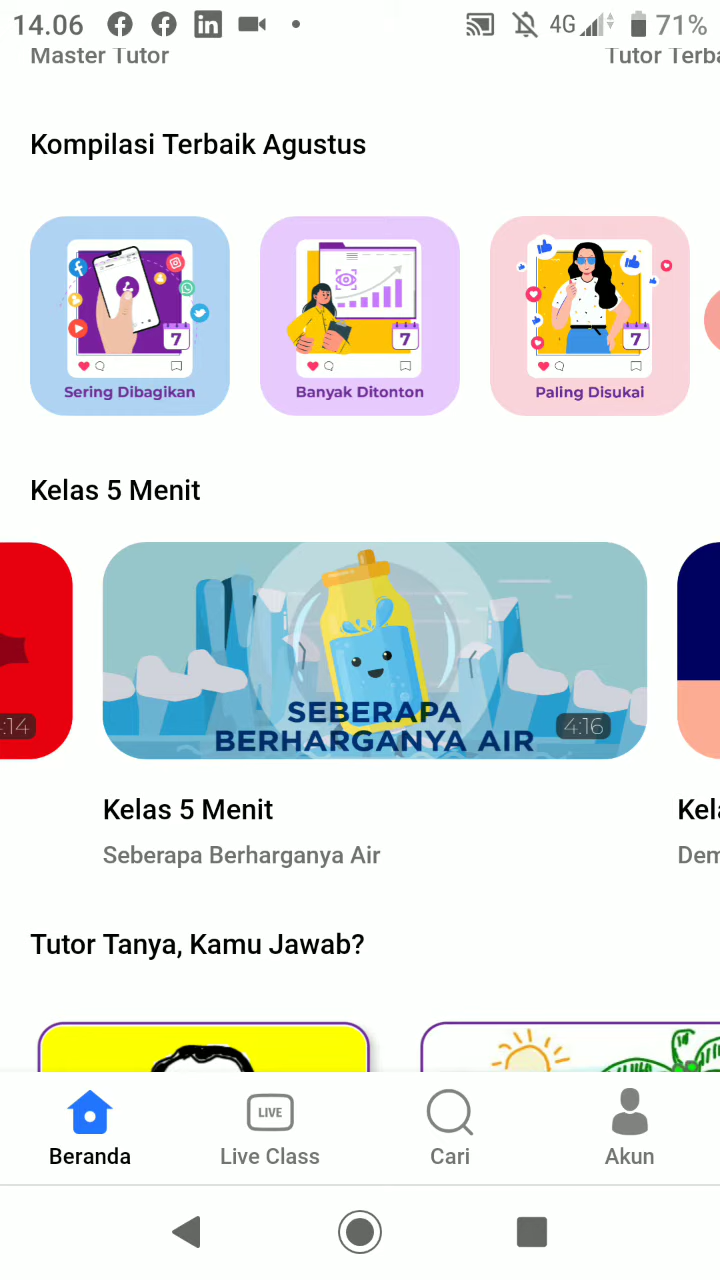 14.06
4G
71%
Master Tutor
Tutor Terba
Kompilasi Terbaik Agustus
7
Sering Dibagikan
7
Banyak Ditonton
7
Paling Disukai
Kelas 5 Menit
:14
SEBERAPA
BERHARGANYA AIR
4:16
Kelas 5 Menit
Kela
Seberapa Berharganya Air
Dem
Tutor Tanya, Kamu Jawab?
LIVE
Beranda
Live Class
Cari
Akun